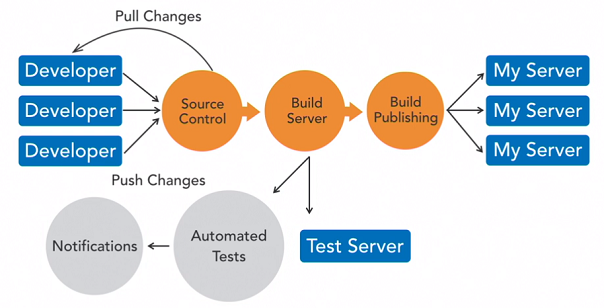 Pull Changes
Developer
Developer
Developer
Source
Control
Build
Server
Build
Publishing
My Server
My Server
My Server
Push Changes
Notifications
Automated
Tests
Test Server